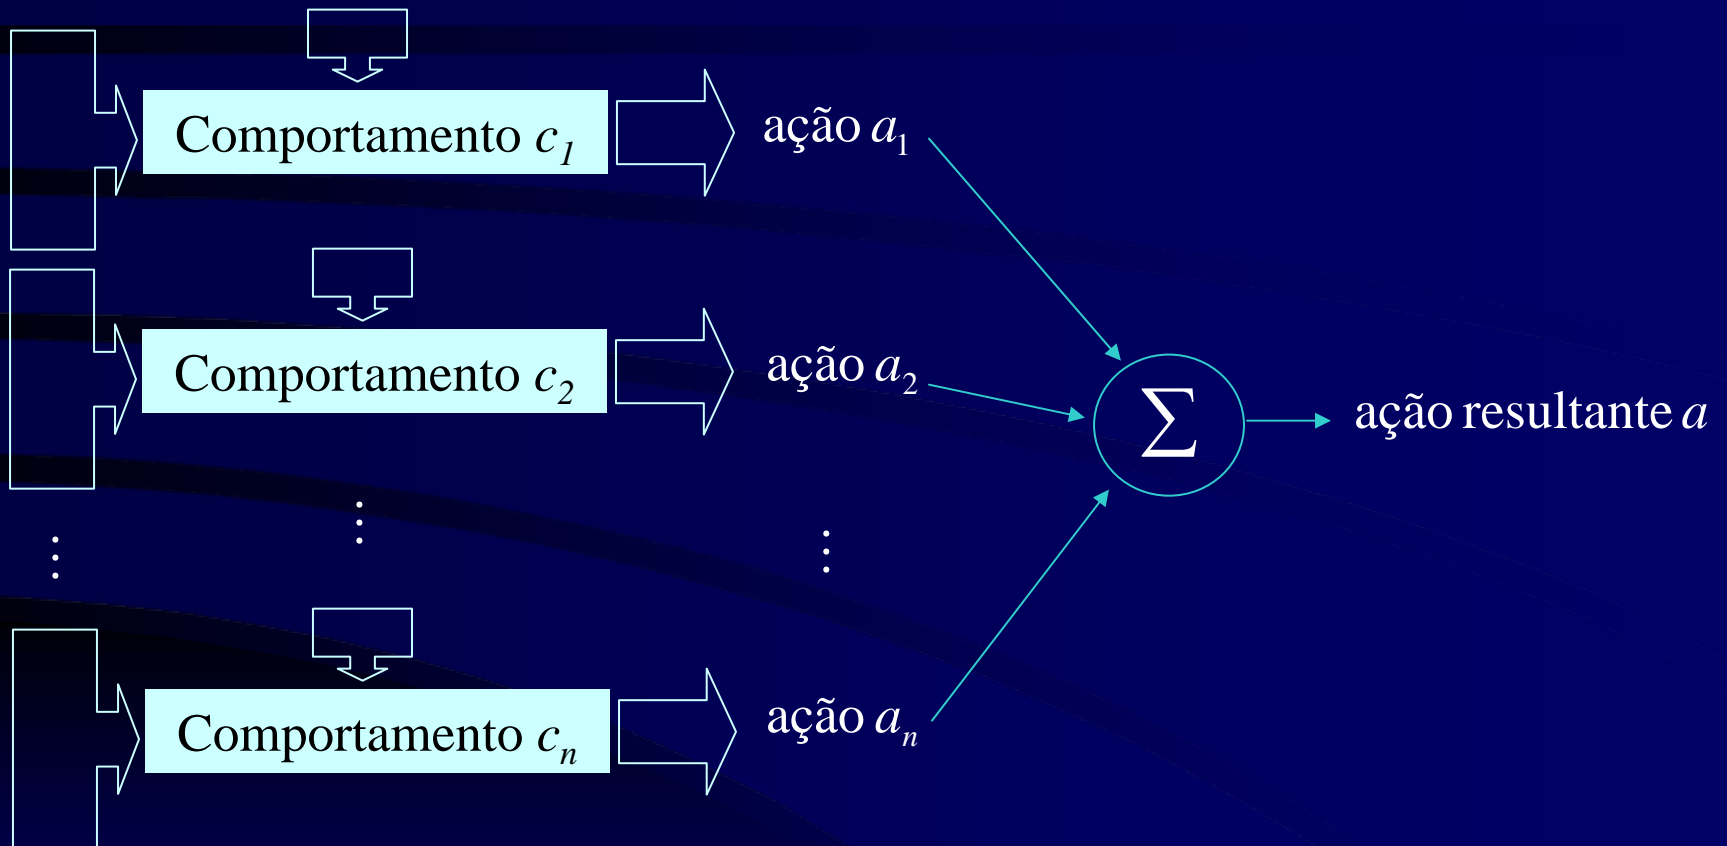 Comportamento c₁
ação a₁
Comportamento c₂
ação a₂
∑
ação resultante a
⋮ ⋮ ⋮
Comportamento cₙ
ação aₙ